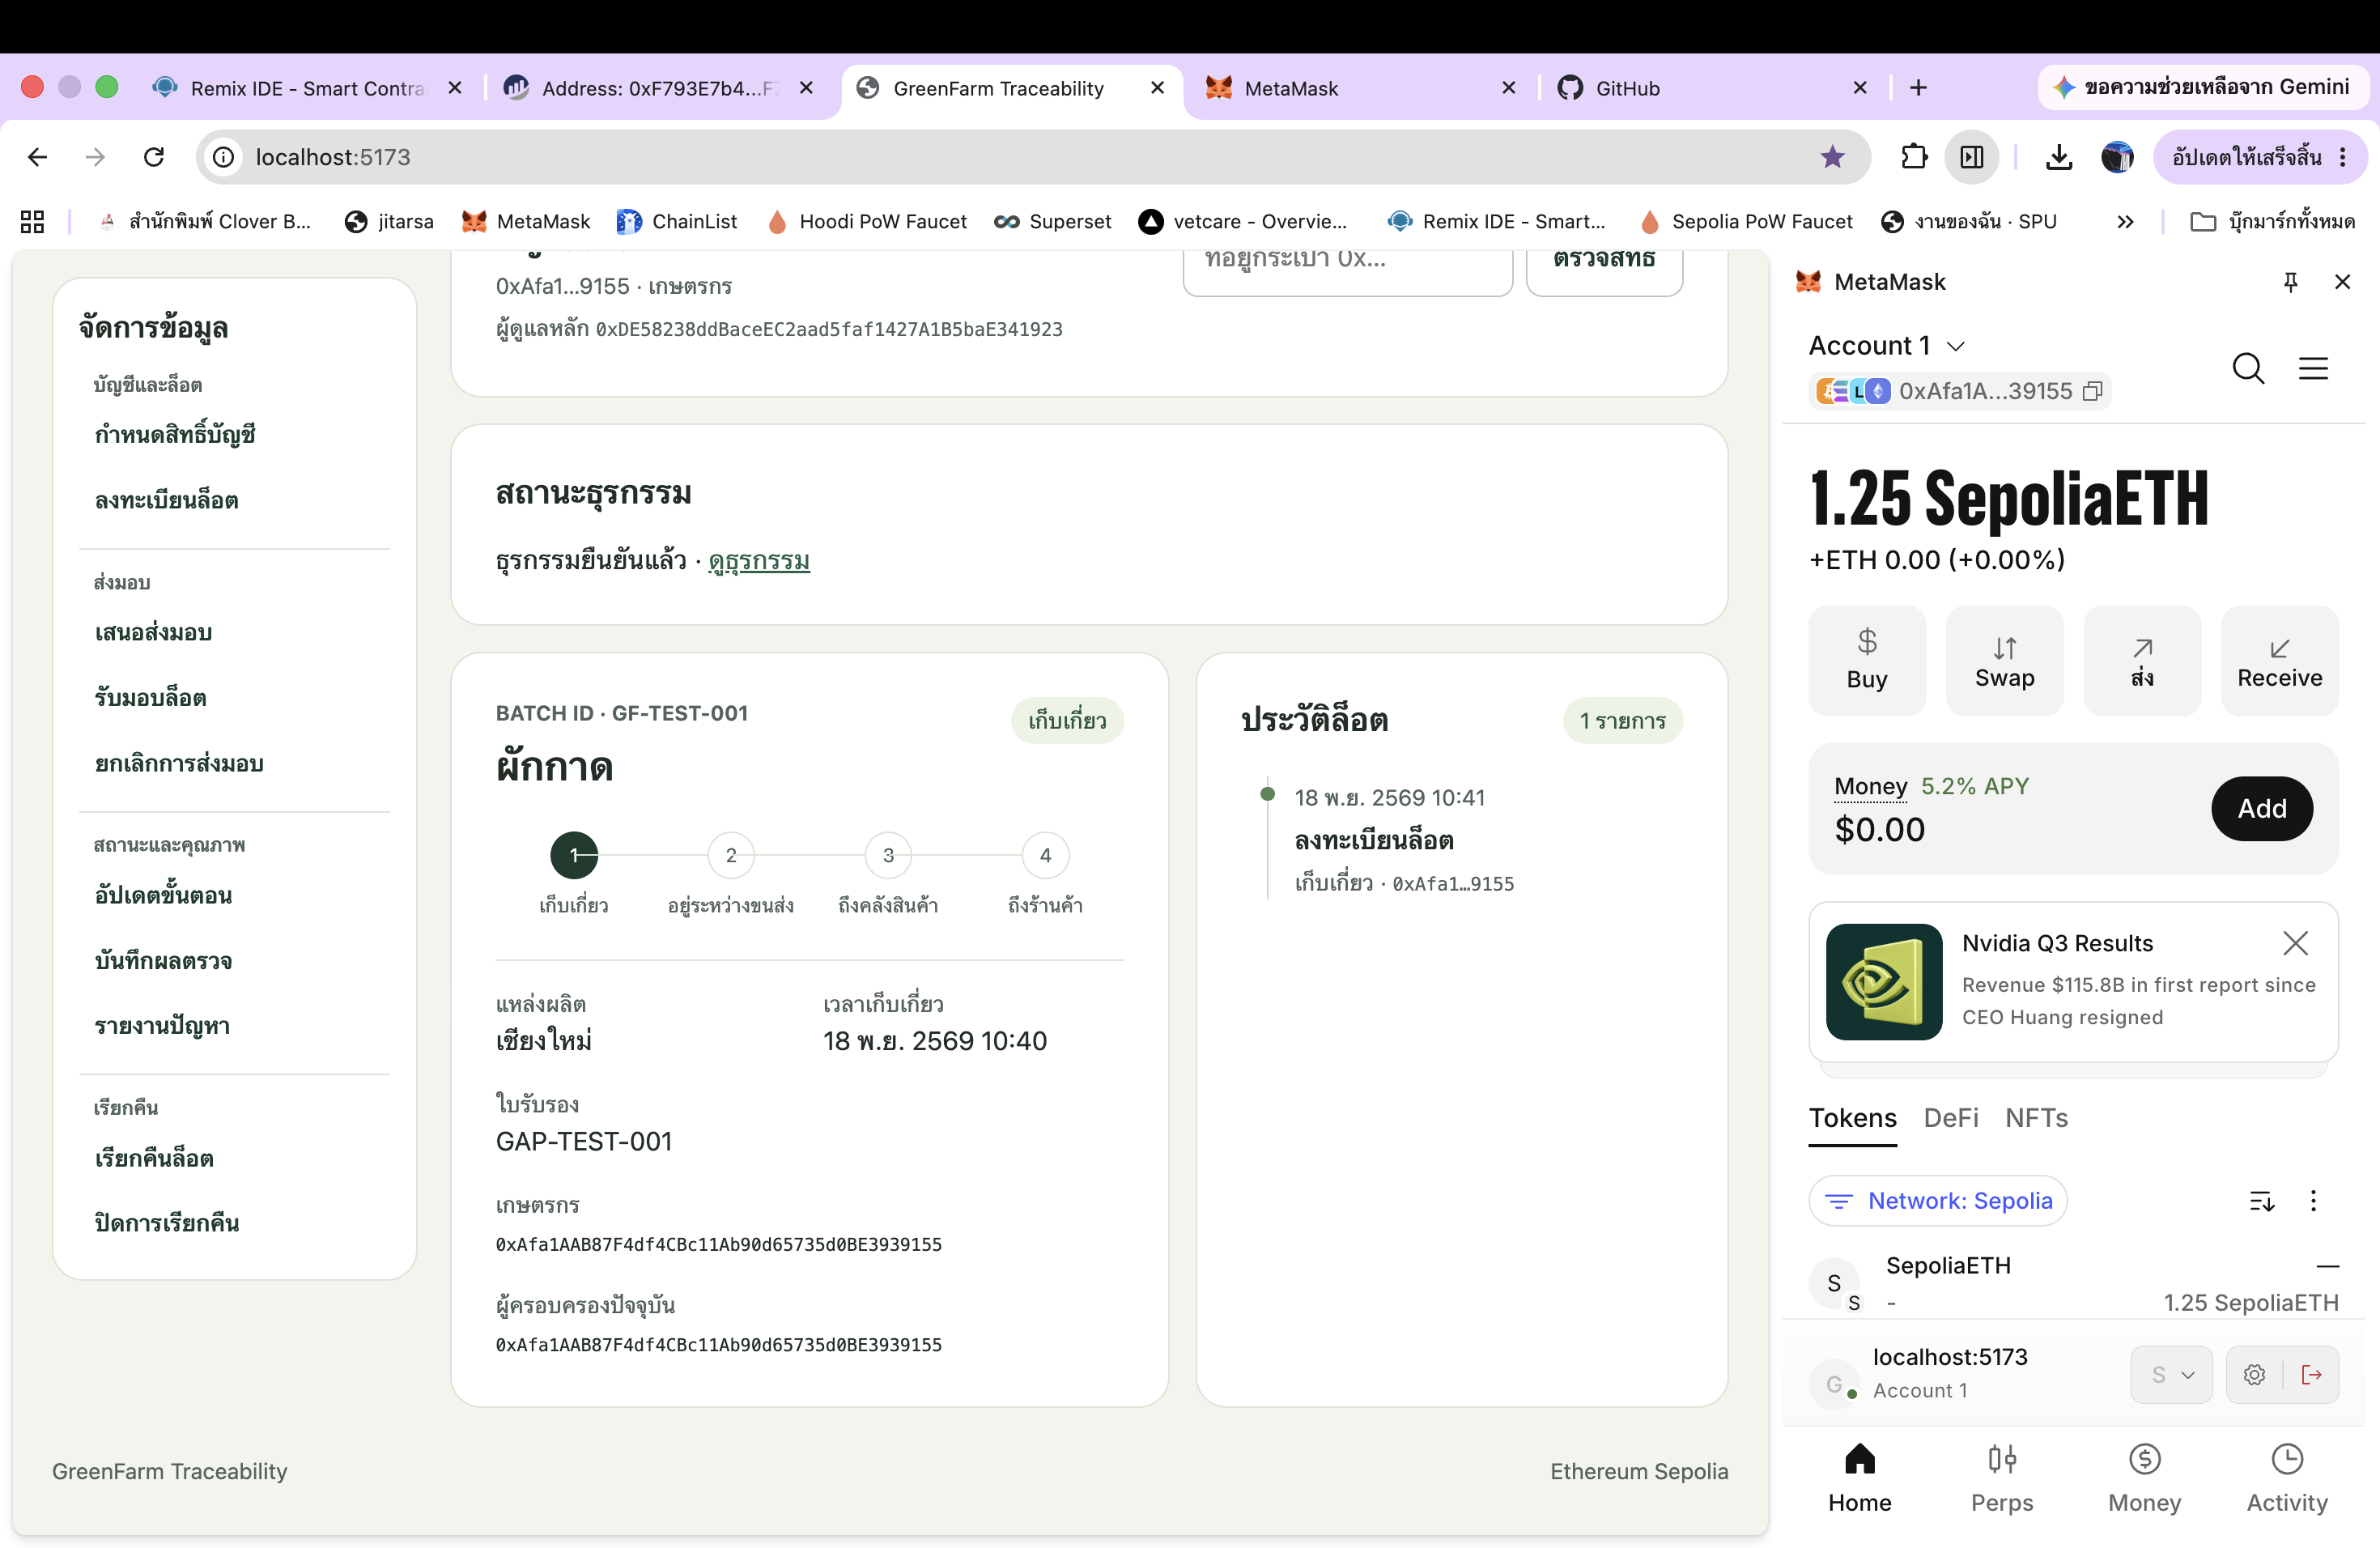 Remix IDE - Smart Contra
Address: 0xF793E7b4...F
GreenFarm Traceability
MetaMask
GitHub
ขอความช่วยเหลือจาก Gemini
localhost:5173
อัปเดตให้เสร็จสิ้น
สำนักพิมพ์ Clover B...
jitarsa
MetaMask
ChainList
Hoodi PoW Faucet
Superset
vetcare - Overvie...
Remix IDE - Smart...
Sepolia PoW Faucet
งานของฉัน - SPU
บุ๊กมาร์กทั้งหมด
จัดการข้อมูล
บัญชีและล็อต
กำหนดสิทธิ์บัญชี
ลงทะเบียนล็อต
ส่งมอบ
เสนอส่งมอบ
รับมอบล็อต
ยกเลิกการส่งมอบ
สถานะและคุณภาพ
อัปเดตขั้นตอน
บันทึกผลตรวจ
รายงานปัญหา
เรียกคืน
เรียกคืนล็อต
ปิดการเรียกคืน
ที่อยู่กระเป๋า 0x...
ตรวจสิทธิ์
0xAfa1...9155 · เกษตรกร
ผู้ดูแลหลัก 0xDE58238ddBaceEC2aad5faf1427A1B5baE341923
สถานะธุรกรรม
ธุรกรรมยืนยันแล้ว · ดูธุรกรรม
BATCH ID · GF-TEST-001
เก็บเกี่ยว
ผักกาด
1
2
3
4
เก็บเกี่ยว
อยู่ระหว่างขนส่ง
ถึงคลังสินค้า
ถึงร้านค้า
แหล่งผลิต
เชียงใหม่
เวลาเก็บเกี่ยว
18 พ.ย. 2569 10:40
ใบรับรอง
GAP-TEST-001
เกษตรกร
0xAfa1AAB87F4df4CBc11Ab90d65735d0BE3939155
ผู้ครอบครองปัจจุบัน
0xAfa1AAB87F4df4CBc11Ab90d65735d0BE3939155
ประวัติล็อต
1 รายการ
18 พ.ย. 2569 10:41
ลงทะเบียนล็อต
เก็บเกี่ยว · 0xAfa1…9155
GreenFarm Traceability
Ethereum Sepolia
MetaMask
Account 1
0xAfa1A...39155
1.25 SepoliaETH
+ETH 0.00 (+0.00%)
Buy
Swap
ส่ง
Receive
Money 5.2% APY
$0.00
Add
Nvidia Q3 Results
Revenue $115.8B in first report since
CEO Huang resigned
Tokens
DeFi
NFTs
Network: Sepolia
S
S
SepoliaETH
—
-
1.25 SepoliaETH
G
localhost:5173
Account 1
S
Home
Perps
Money
Activity